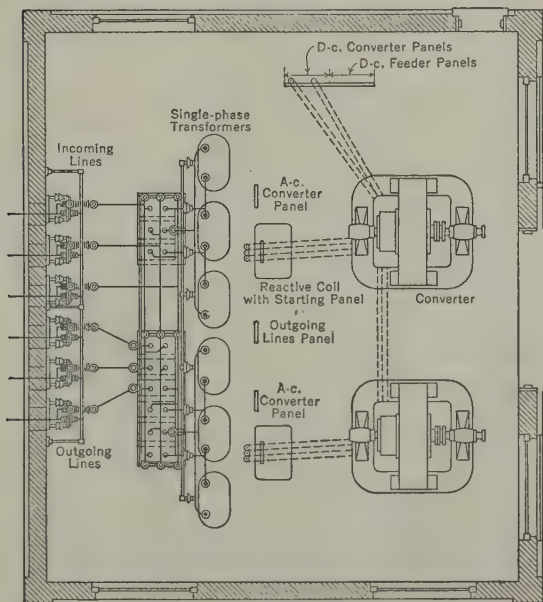 D-c. Converter Panels
D-c. Feeder Panels
Single-phase
Transformers
Incoming
Lines
A-c.
Converter
Panel
Reactive Coil
with Starting Panel
Converter
Outgoing
Lines Panel
A-c.
Converter
Panel
Outgoing
Lines